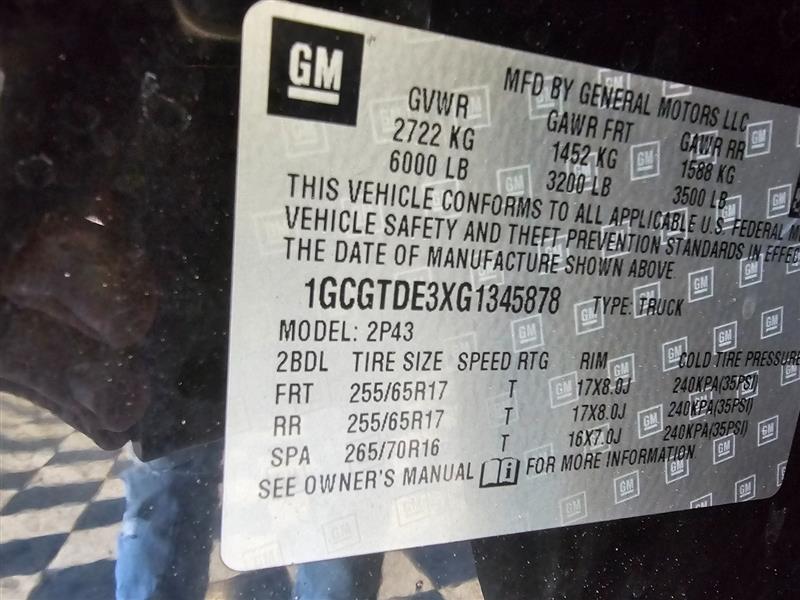 GM
MFD BY GENERAL MOTORS LLC
GVWR GAWR FRT GAWR RR
2722 KG 1452 KG 1588 KG
6000 LB 3200 LB 3500 LB
THIS VEHICLE CONFORMS TO ALL APPLICABLE U.S. FEDERAL M
VEHICLE SAFETY AND THEFT PREVENTION STANDARDS IN EFFEC
THE DATE OF MANUFACTURE SHOWN ABOVE.
1GCGTDE3XG1345878 TYPE: TRUCK
MODEL: 2P43
2BDL TIRE SIZE SPEED RTG RIM COLD TIRE PRESSURE
FRT 255/65R17 T 17X8.0J 240KPA(35PSI)
RR 255/65R17 T 17X8.0J 240KPA(35PSI)
SPA 265/70R16 T 16X7.0J 240KPA(35PSI)
SEE OWNER'S MANUAL FOR MORE INFORMATION.